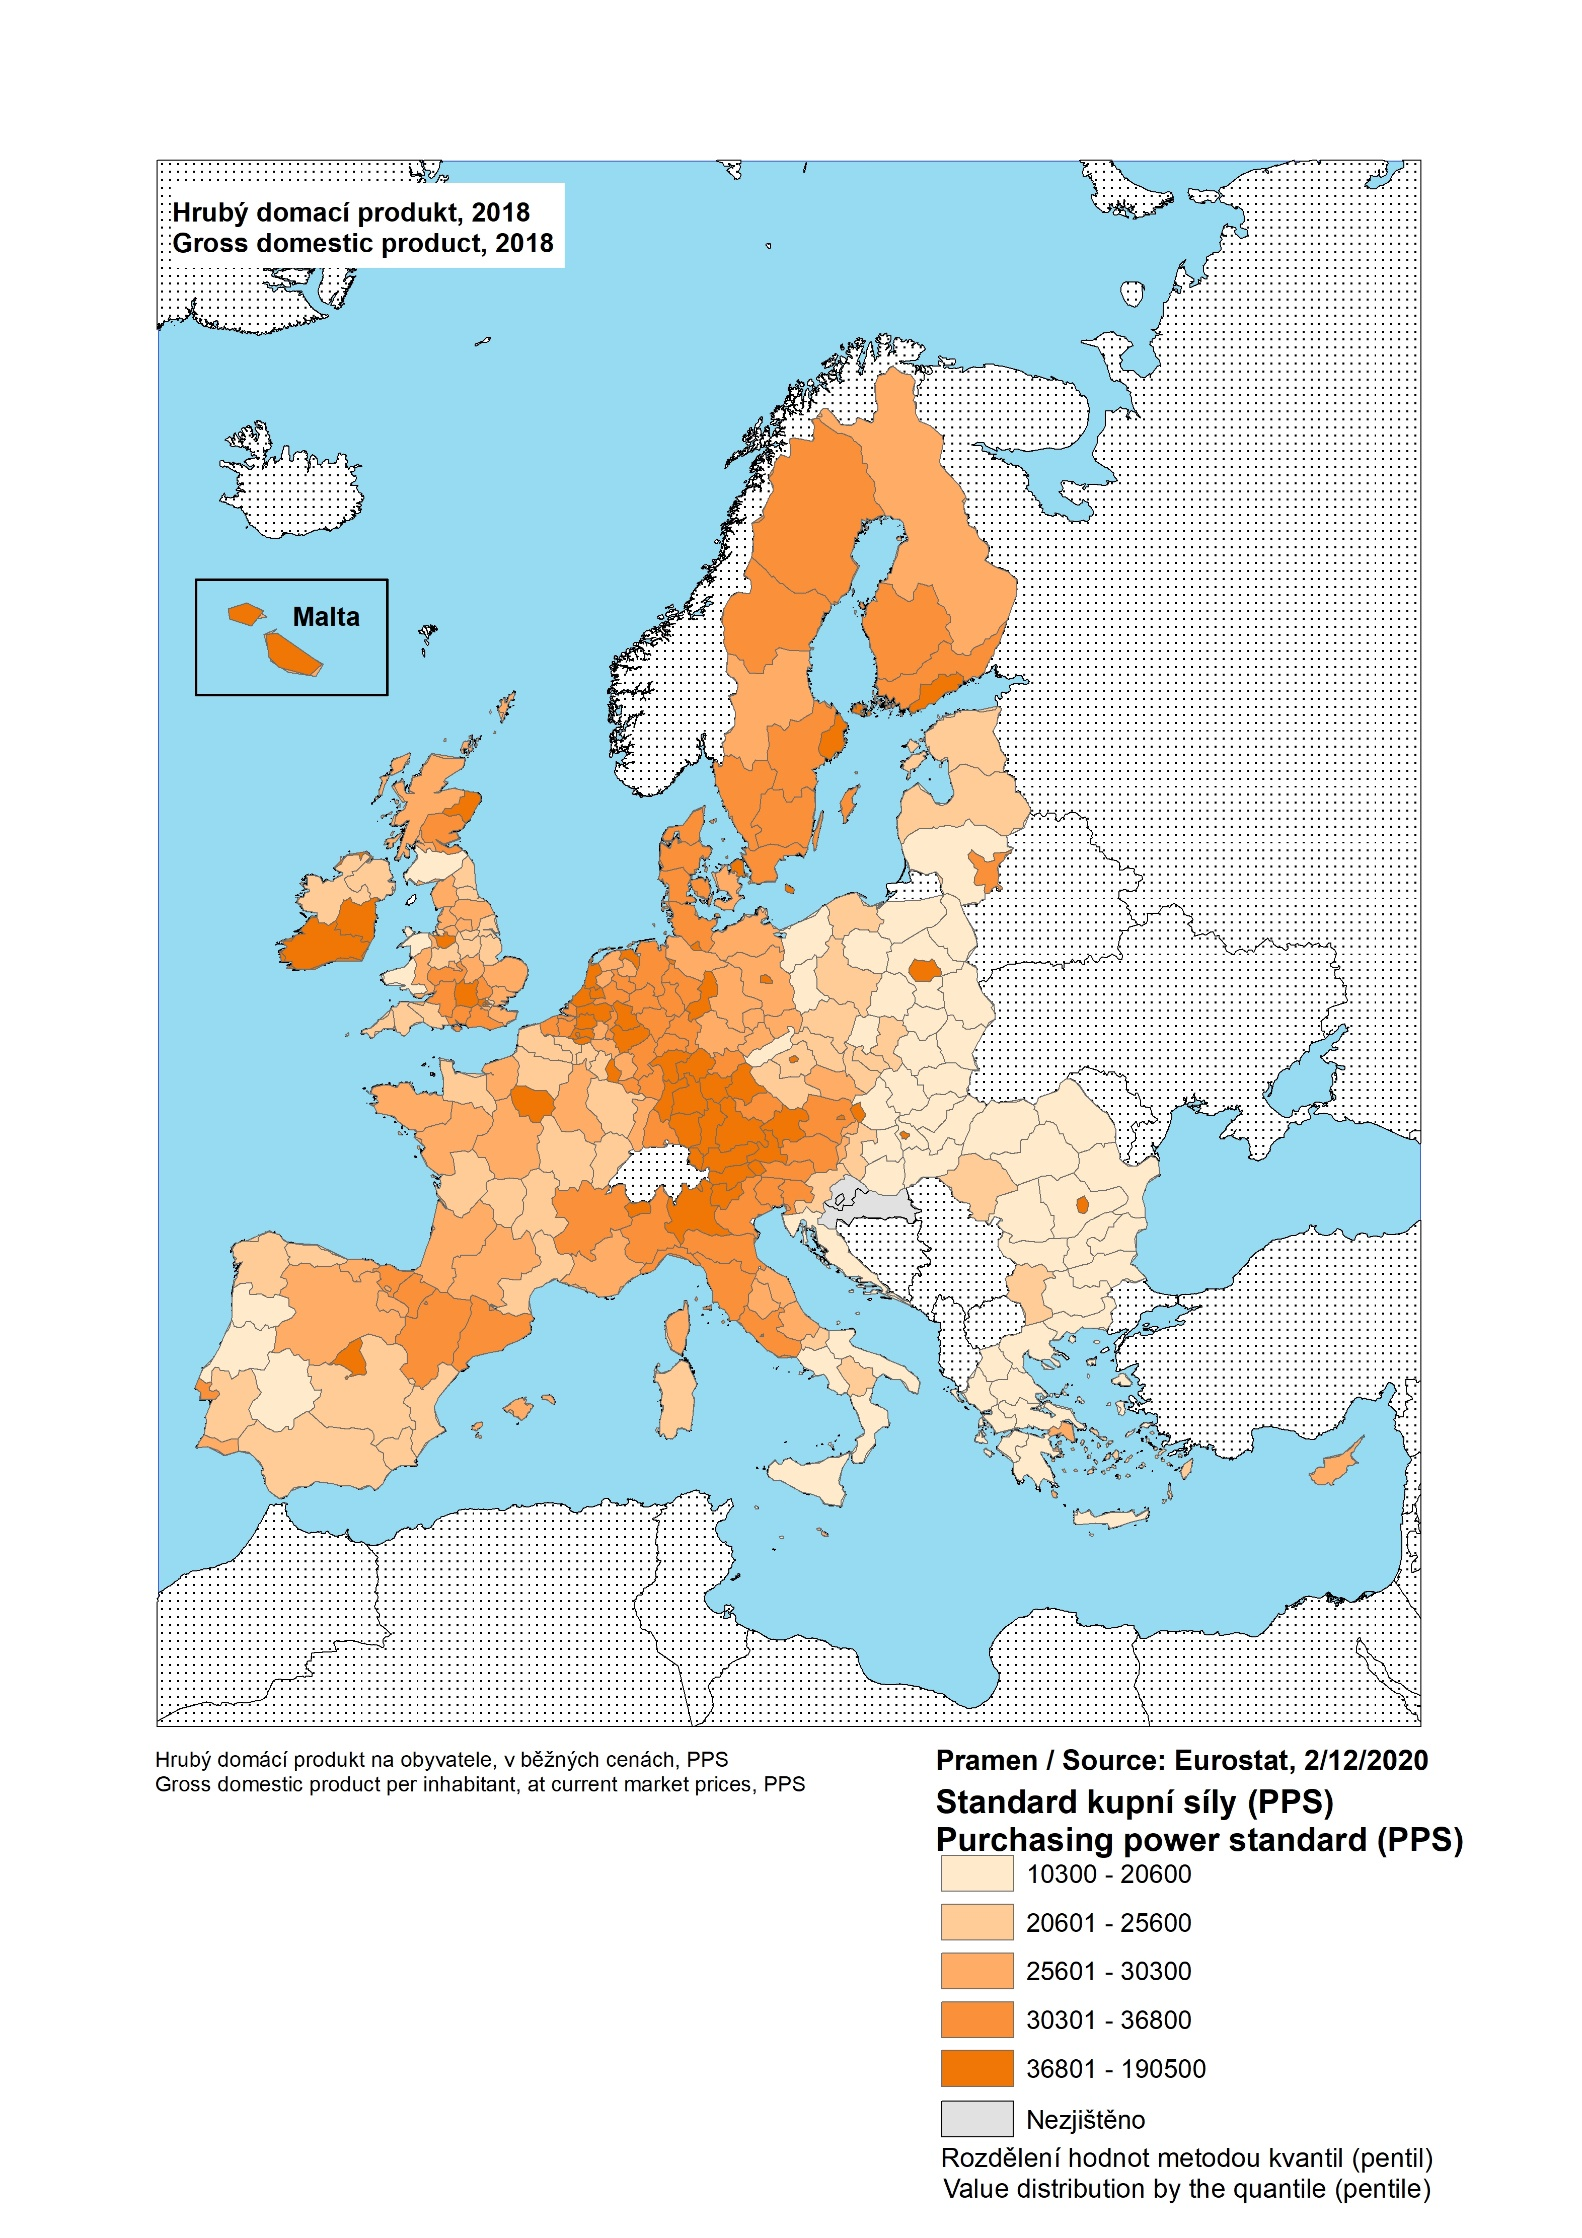 Hrubý domací produkt, 2018
Gross domestic product, 2018
Malta
Hrubý domácí produkt na obyvatele, v běžných cenách, PPS
Gross domestic product per inhabitant, at current market prices, PPS
Pramen / Source: Eurostat, 2/12/2020
Standard kupní síly (PPS)
Purchasing power standard (PPS)
10300 - 20600
20601 - 25600
25601 - 30300
30301 - 36800
36801 - 190500
Nezjištěno
Rozdělení hodnot metodou kvantil (pentil)
Value distribution by the quantile (pentile)